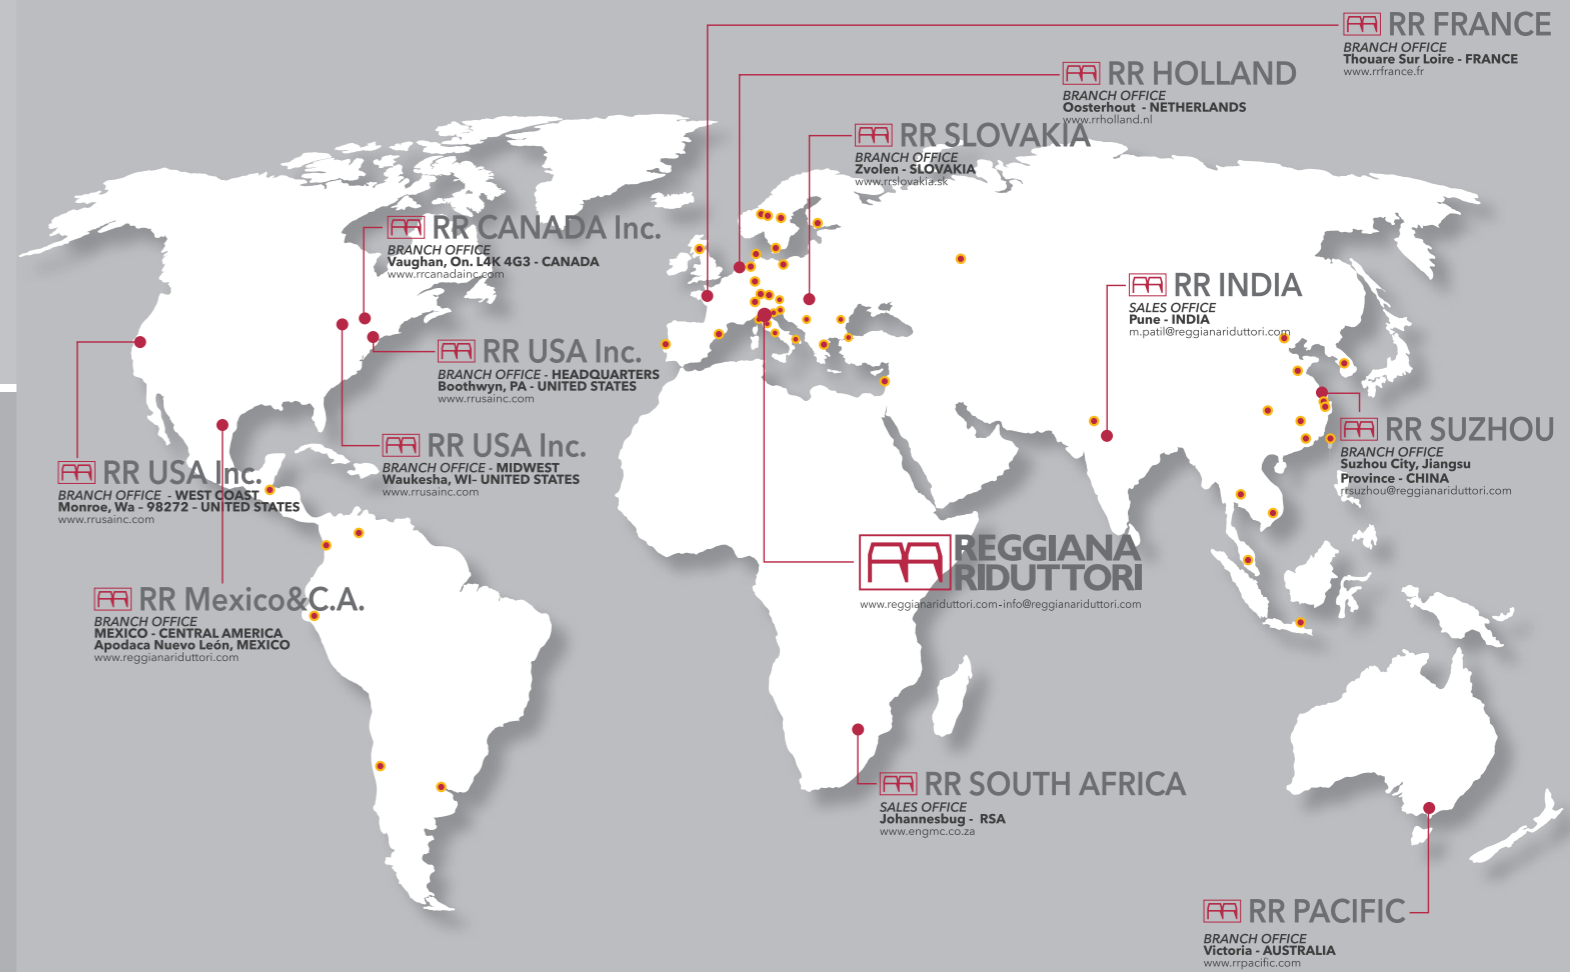 RR FRANCE
BRANCH OFFICE
Thouare Sur Loire - FRANCE
www.rrfrance.fr
RR HOLLAND
BRANCH OFFICE
Oosterhout - NETHERLANDS
www.rrholland.nl
RR SLOVAKIA
BRANCH OFFICE
Zvolen - SLOVAKIA
www.rrslovakia.sk
RR CANADA Inc.
BRANCH OFFICE
Vaughan, On. L4K 4G3 - CANADA
www.rrcanadainc.com
RR INDIA
SALES OFFICE
Pune - INDIA
m.patil@reggianariduttori.com
RR USA Inc.
BRANCH OFFICE - HEADQUARTERS
Boothwyn, PA - UNITED STATES
www.rrusainc.com
RR USA Inc.
BRANCH OFFICE - MIDWEST
Waukesha, WI- UNITED STATES
www.rrusainc.com
RR USA Inc.
BRANCH OFFICE - WEST COAST
Monroe, Wa - 98272 - UNITED STATES
www.rrusainc.com
RR SUZHOU
BRANCH OFFICE
Suzhou City, Jiangsu
Province - CHINA
rrsuzhou@reggianariduttori.com
REGGIANA
RIDUTTORI
www.reggianariduttori.com-info@reggianariduttori.com
RR Mexico&C.A.
BRANCH OFFICE
MEXICO - CENTRAL AMERICA
Apodaca Nuevo León, MEXICO
www.reggianariduttori.com
RR SOUTH AFRICA
SALES OFFICE
Johannesbug - RSA
www.engmc.co.za
RR PACIFIC
BRANCH OFFICE
Victoria - AUSTRALIA
www.rrpacific.com